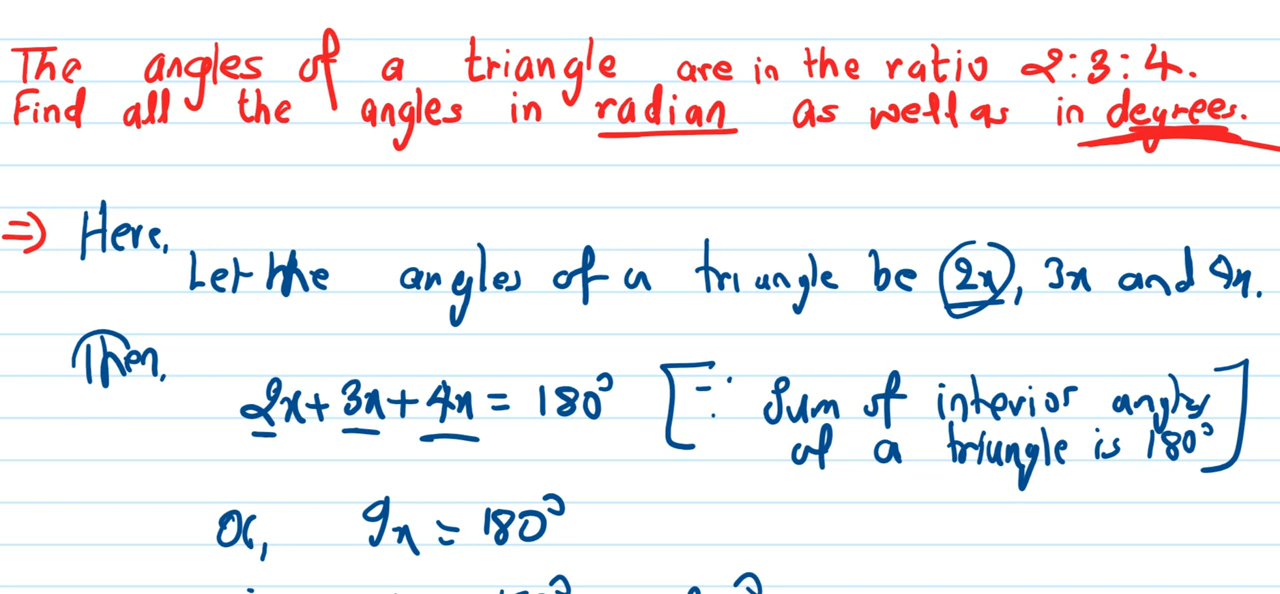 The angles of a triangle are in the ratio 2:3:4.
Find all the angles in radian as well as in degrees.
=> Here,
Let the angles of a triangle be 2x, 3x and 4x.
Then,
2x + 3x + 4x = 180° [∵ Sum of interior angles
of a triangle is 180°]
Or, 9x = 180°